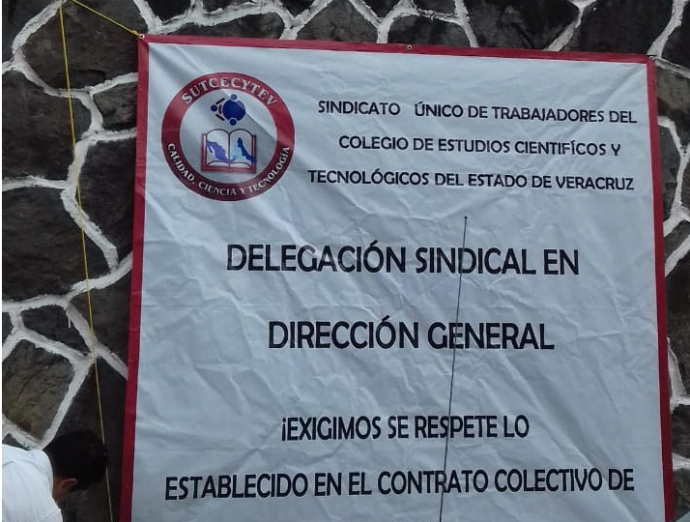 SUTCECYTEV
CALIDAD, CIENCIA Y TECNOLOGÍA
SINDICATO ÚNICO DE TRABAJADORES DEL
COLEGIO DE ESTUDIOS CIENTIFÍCOS Y
TECNOLÓGICOS DEL ESTADO DE VERACRUZ
DELEGACIÓN SINDICAL EN
DIRECCIÓN GENERAL
¡EXIGIMOS SE RESPETE LO
ESTABLECIDO EN EL CONTRATO COLECTIVO DE